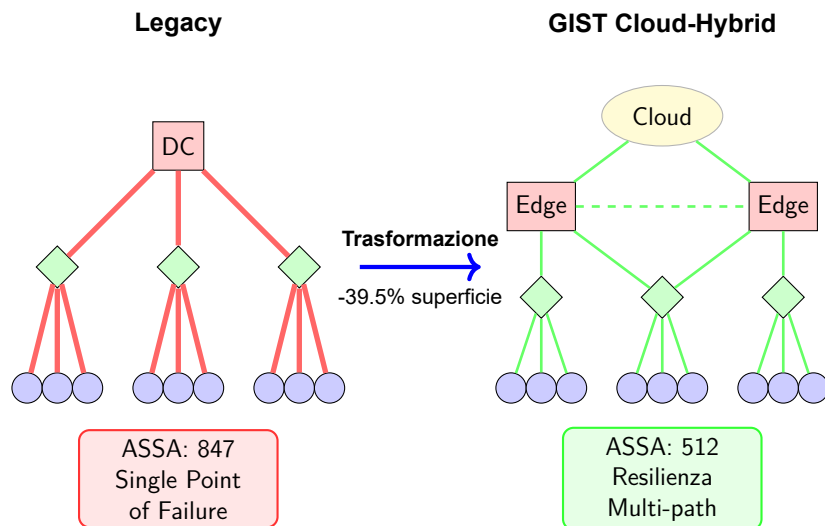 Legacy
GIST Cloud-Hybrid
Cloud
DC
Edge
Edge
Trasformazione
-39.5% superficie
ASSA: 847
Single Point
of Failure
ASSA: 512
Resilienza
Multi-path